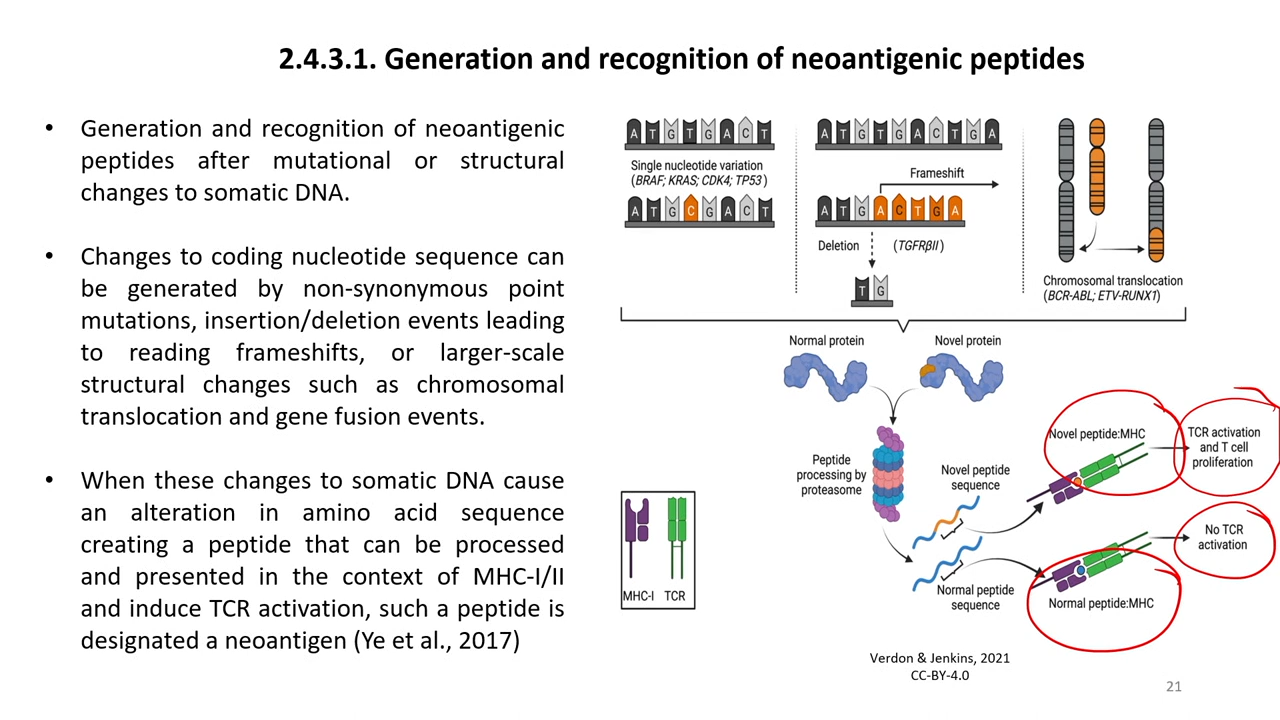 2.4.3.1. Generation and recognition of neoantigenic peptides
• Generation and recognition of neoantigenic
peptides after mutational or structural
changes to somatic DNA.
• Changes to coding nucleotide sequence can
be generated by non-synonymous point
mutations, insertion/deletion events leading
to reading frameshifts, or larger-scale
structural changes such as chromosomal
translocation and gene fusion events.
• When these changes to somatic DNA cause
an alteration in amino acid sequence
creating a peptide that can be processed
and presented in the context of MHC-I/II
and induce TCR activation, such a peptide is
designated a neoantigen (Ye et al., 2017)
A T G T G A C T
Single nucleotide variation
(BRAF; KRAS; CDK4; TP53)
A T G C G A C T
A T G T G A C T G A
Frameshift
A T G A C T G A
Deletion
(TGFRβII)
T G
Chromosomal translocation
(BCR-ABL; ETV-RUNX1)
Normal protein
Novel protein
Peptide
processing by
proteasome
Novel peptide
sequence
Normal peptide
sequence
Novel peptide:MHC
TCR activation
and T cell
proliferation
No TCR
activation
Normal peptide:MHC
MHC-I
TCR
Verdon & Jenkins, 2021
CC-BY-4.0
21